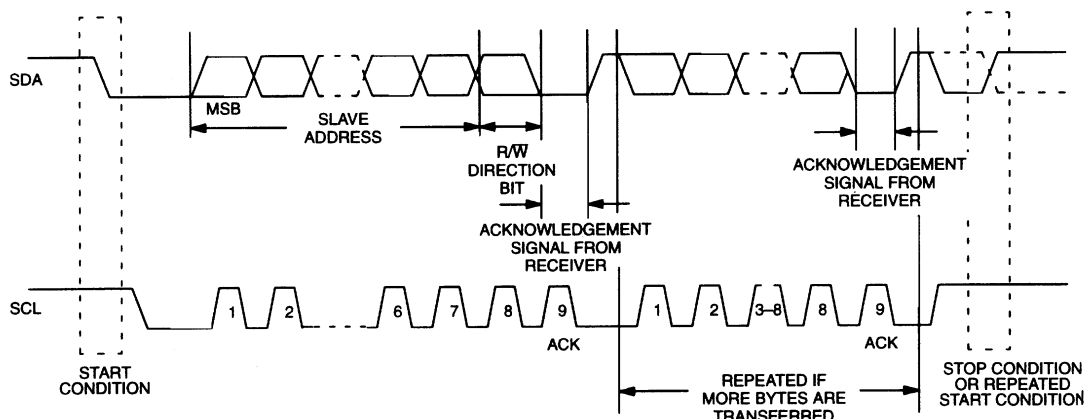 SDA
MSB
SLAVE
ADDRESS
R/W̅
DIRECTION
BIT
ACKNOWLEDGEMENT
SIGNAL FROM
RECEIVER
ACKNOWLEDGEMENT
SIGNAL FROM
RECEIVER
SCL
1 2 6 7 8 9 1 2 3–8 8 9
ACK
ACK
START
CONDITION
REPEATED IF
MORE BYTES ARE
TRANSFERRED
STOP CONDITION
OR REPEATED
START CONDITION